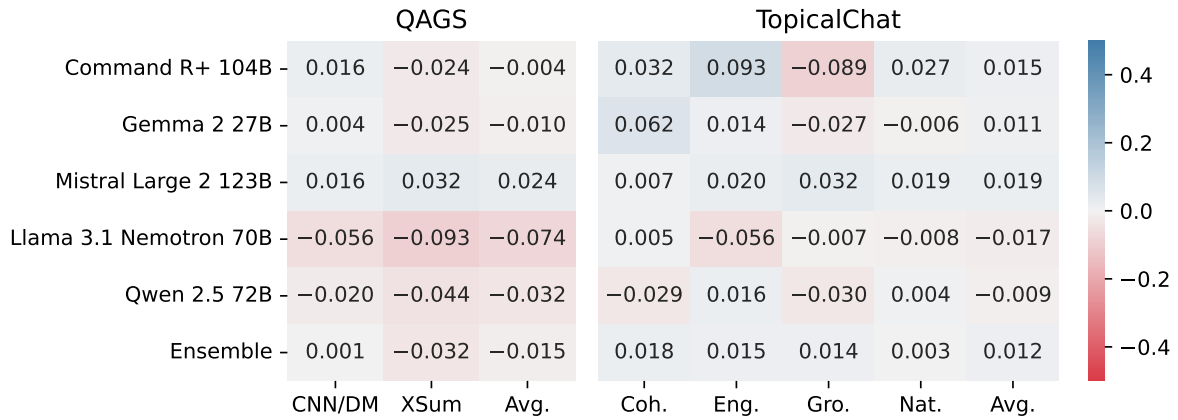 QAGS TopicalChat
Command R+ 104B 0.016 −0.024 −0.004 0.032 0.093 −0.089 0.027 0.015
Gemma 2 27B 0.004 −0.025 −0.010 0.062 0.014 −0.027 −0.006 0.011
Mistral Large 2 123B 0.016 0.032 0.024 0.007 0.020 0.032 0.019 0.019
Llama 3.1 Nemotron 70B −0.056 −0.093 −0.074 0.005 −0.056 −0.007 −0.008 −0.017
Qwen 2.5 72B −0.020 −0.044 −0.032 −0.029 0.016 −0.030 0.004 −0.009
Ensemble 0.001 −0.032 −0.015 0.018 0.015 0.014 0.003 0.012
CNN/DM XSum Avg. Coh. Eng. Gro. Nat. Avg.
0.4
0.2
0.0
−0.2
−0.4